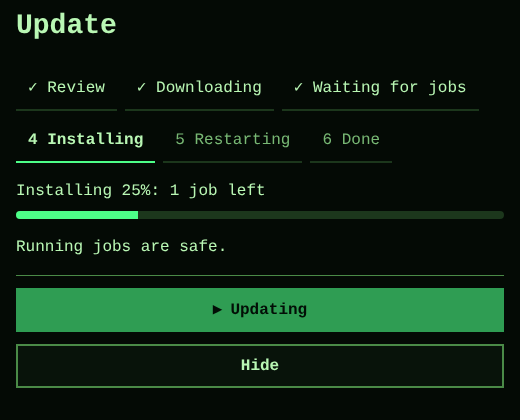 Update
✓ Review ✓ Downloading ✓ Waiting for jobs
4 Installing 5 Restarting 6 Done
Installing 25%: 1 job left
Running jobs are safe.
▶ Updating
Hide